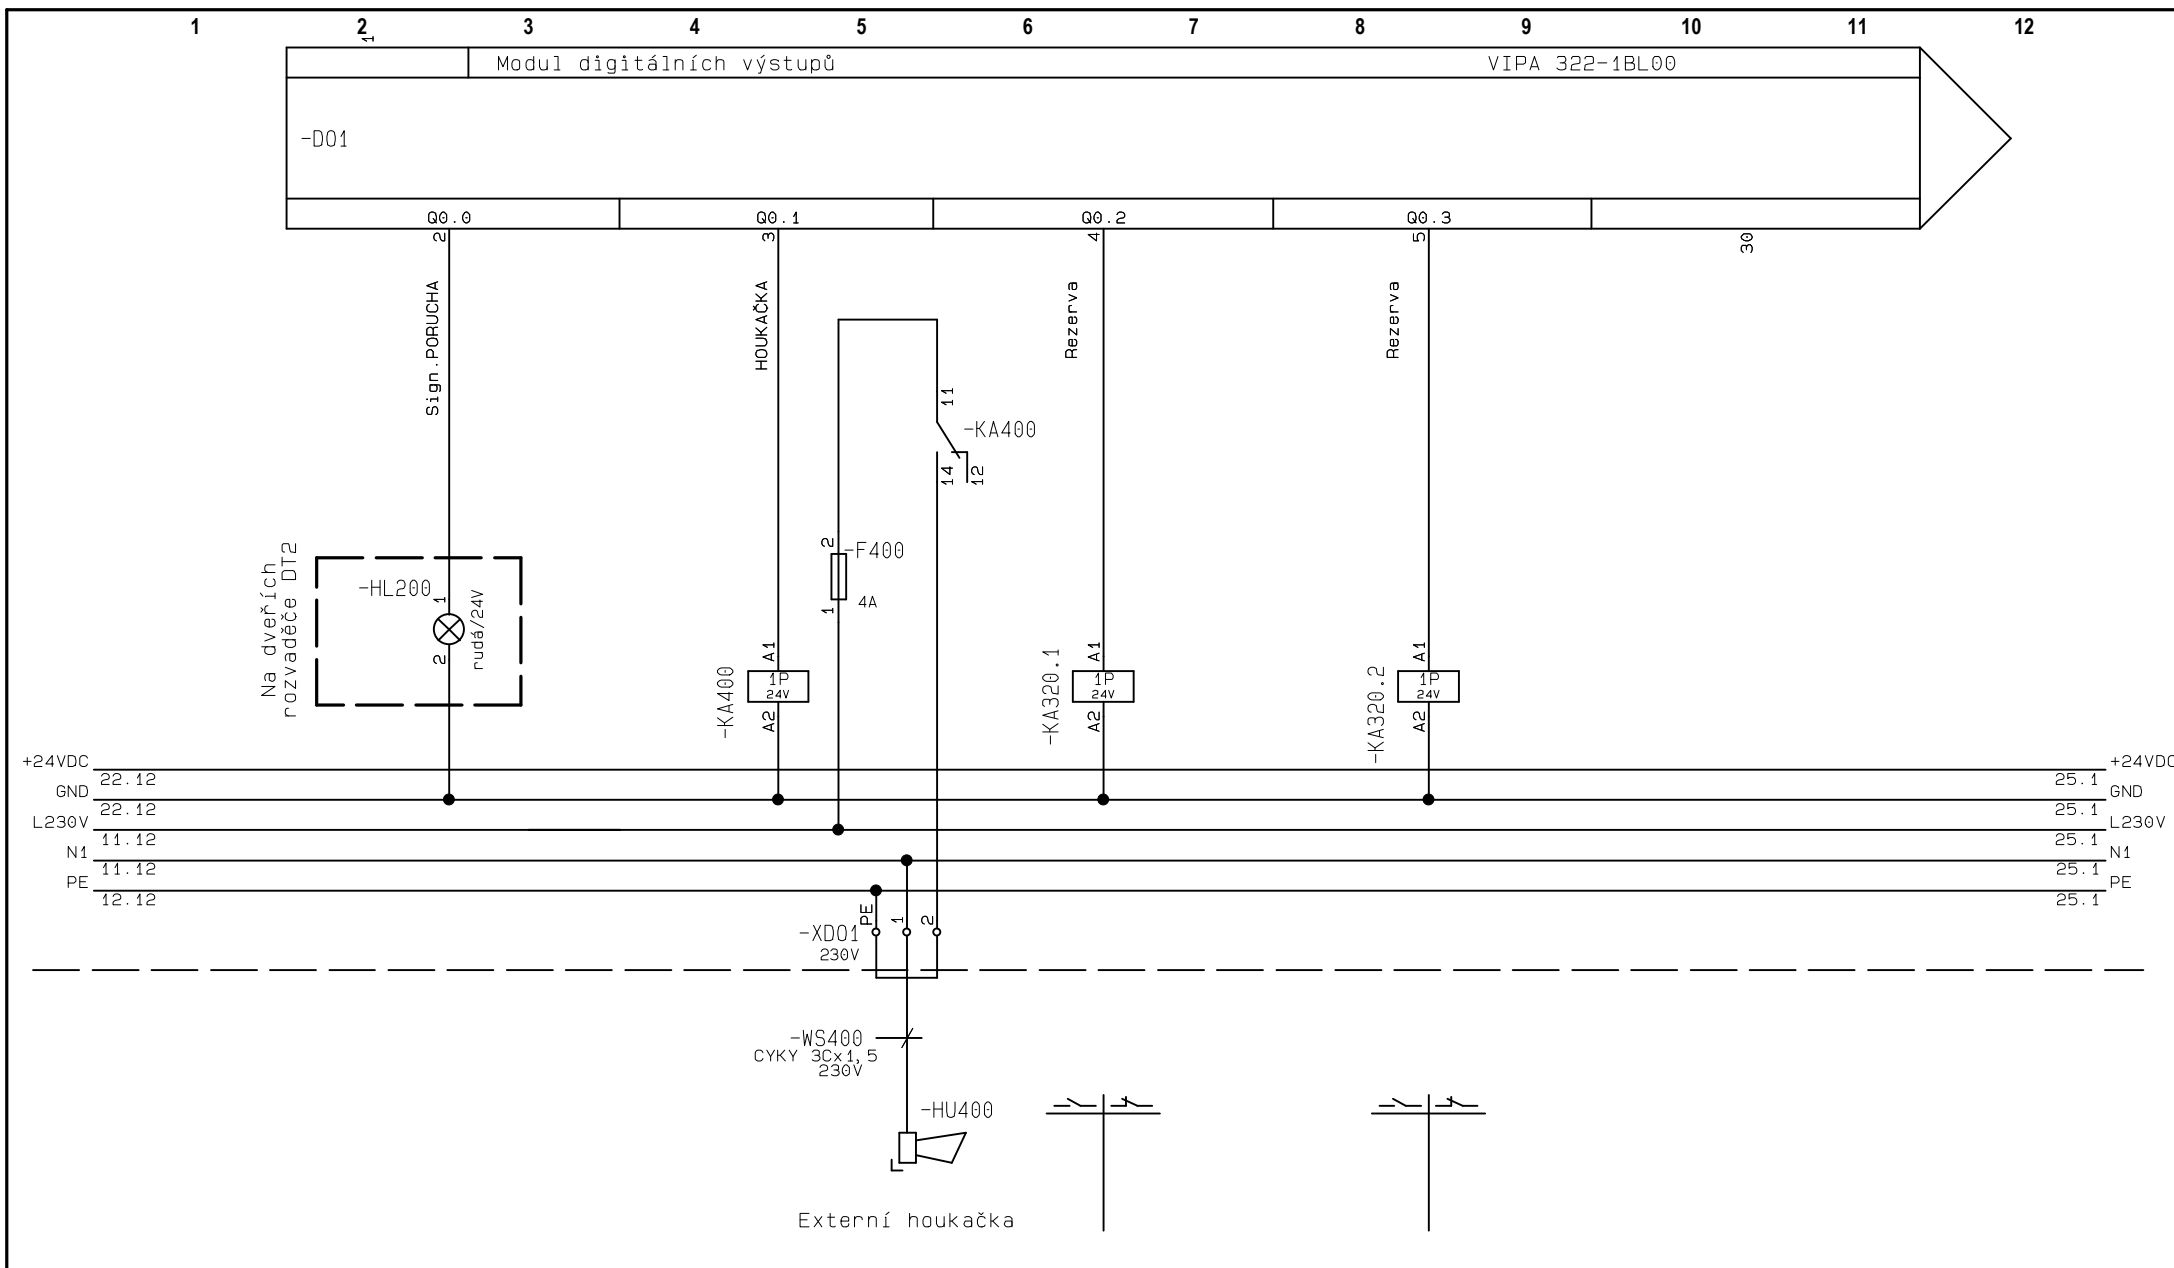 1 2 3 4 5 6 7 8 9 10 11 12
1
Modul digitálních výstupů VIPA 322-1BL00
-DO1
Q0.0 Q0.1 Q0.2 Q0.3
2 3 4 5 30
Sign.PORUCHA
HOUKAČKA
Rezerva
Rezerva
11
-KA400
14
12
Na dveřích
rozvaděče DT2
-HL200
1
2
rudá/24V
2
-F400
1
4A
-KA400
A1
1P
24V
A2
-KA320.1
A1
1P
24V
A2
-KA320.2
A1
1P
24V
A2
+24VDC 22.12 25.1 +24VDC
GND 22.12 25.1 GND
L230V 11.12 25.1 L230V
N1 11.12 25.1 N1
PE 12.12 25.1 PE
PE 1 2
-XDO1
230V
-WS400
CYKY 3Cx1,5
230V
-HU400
Externí houkačka